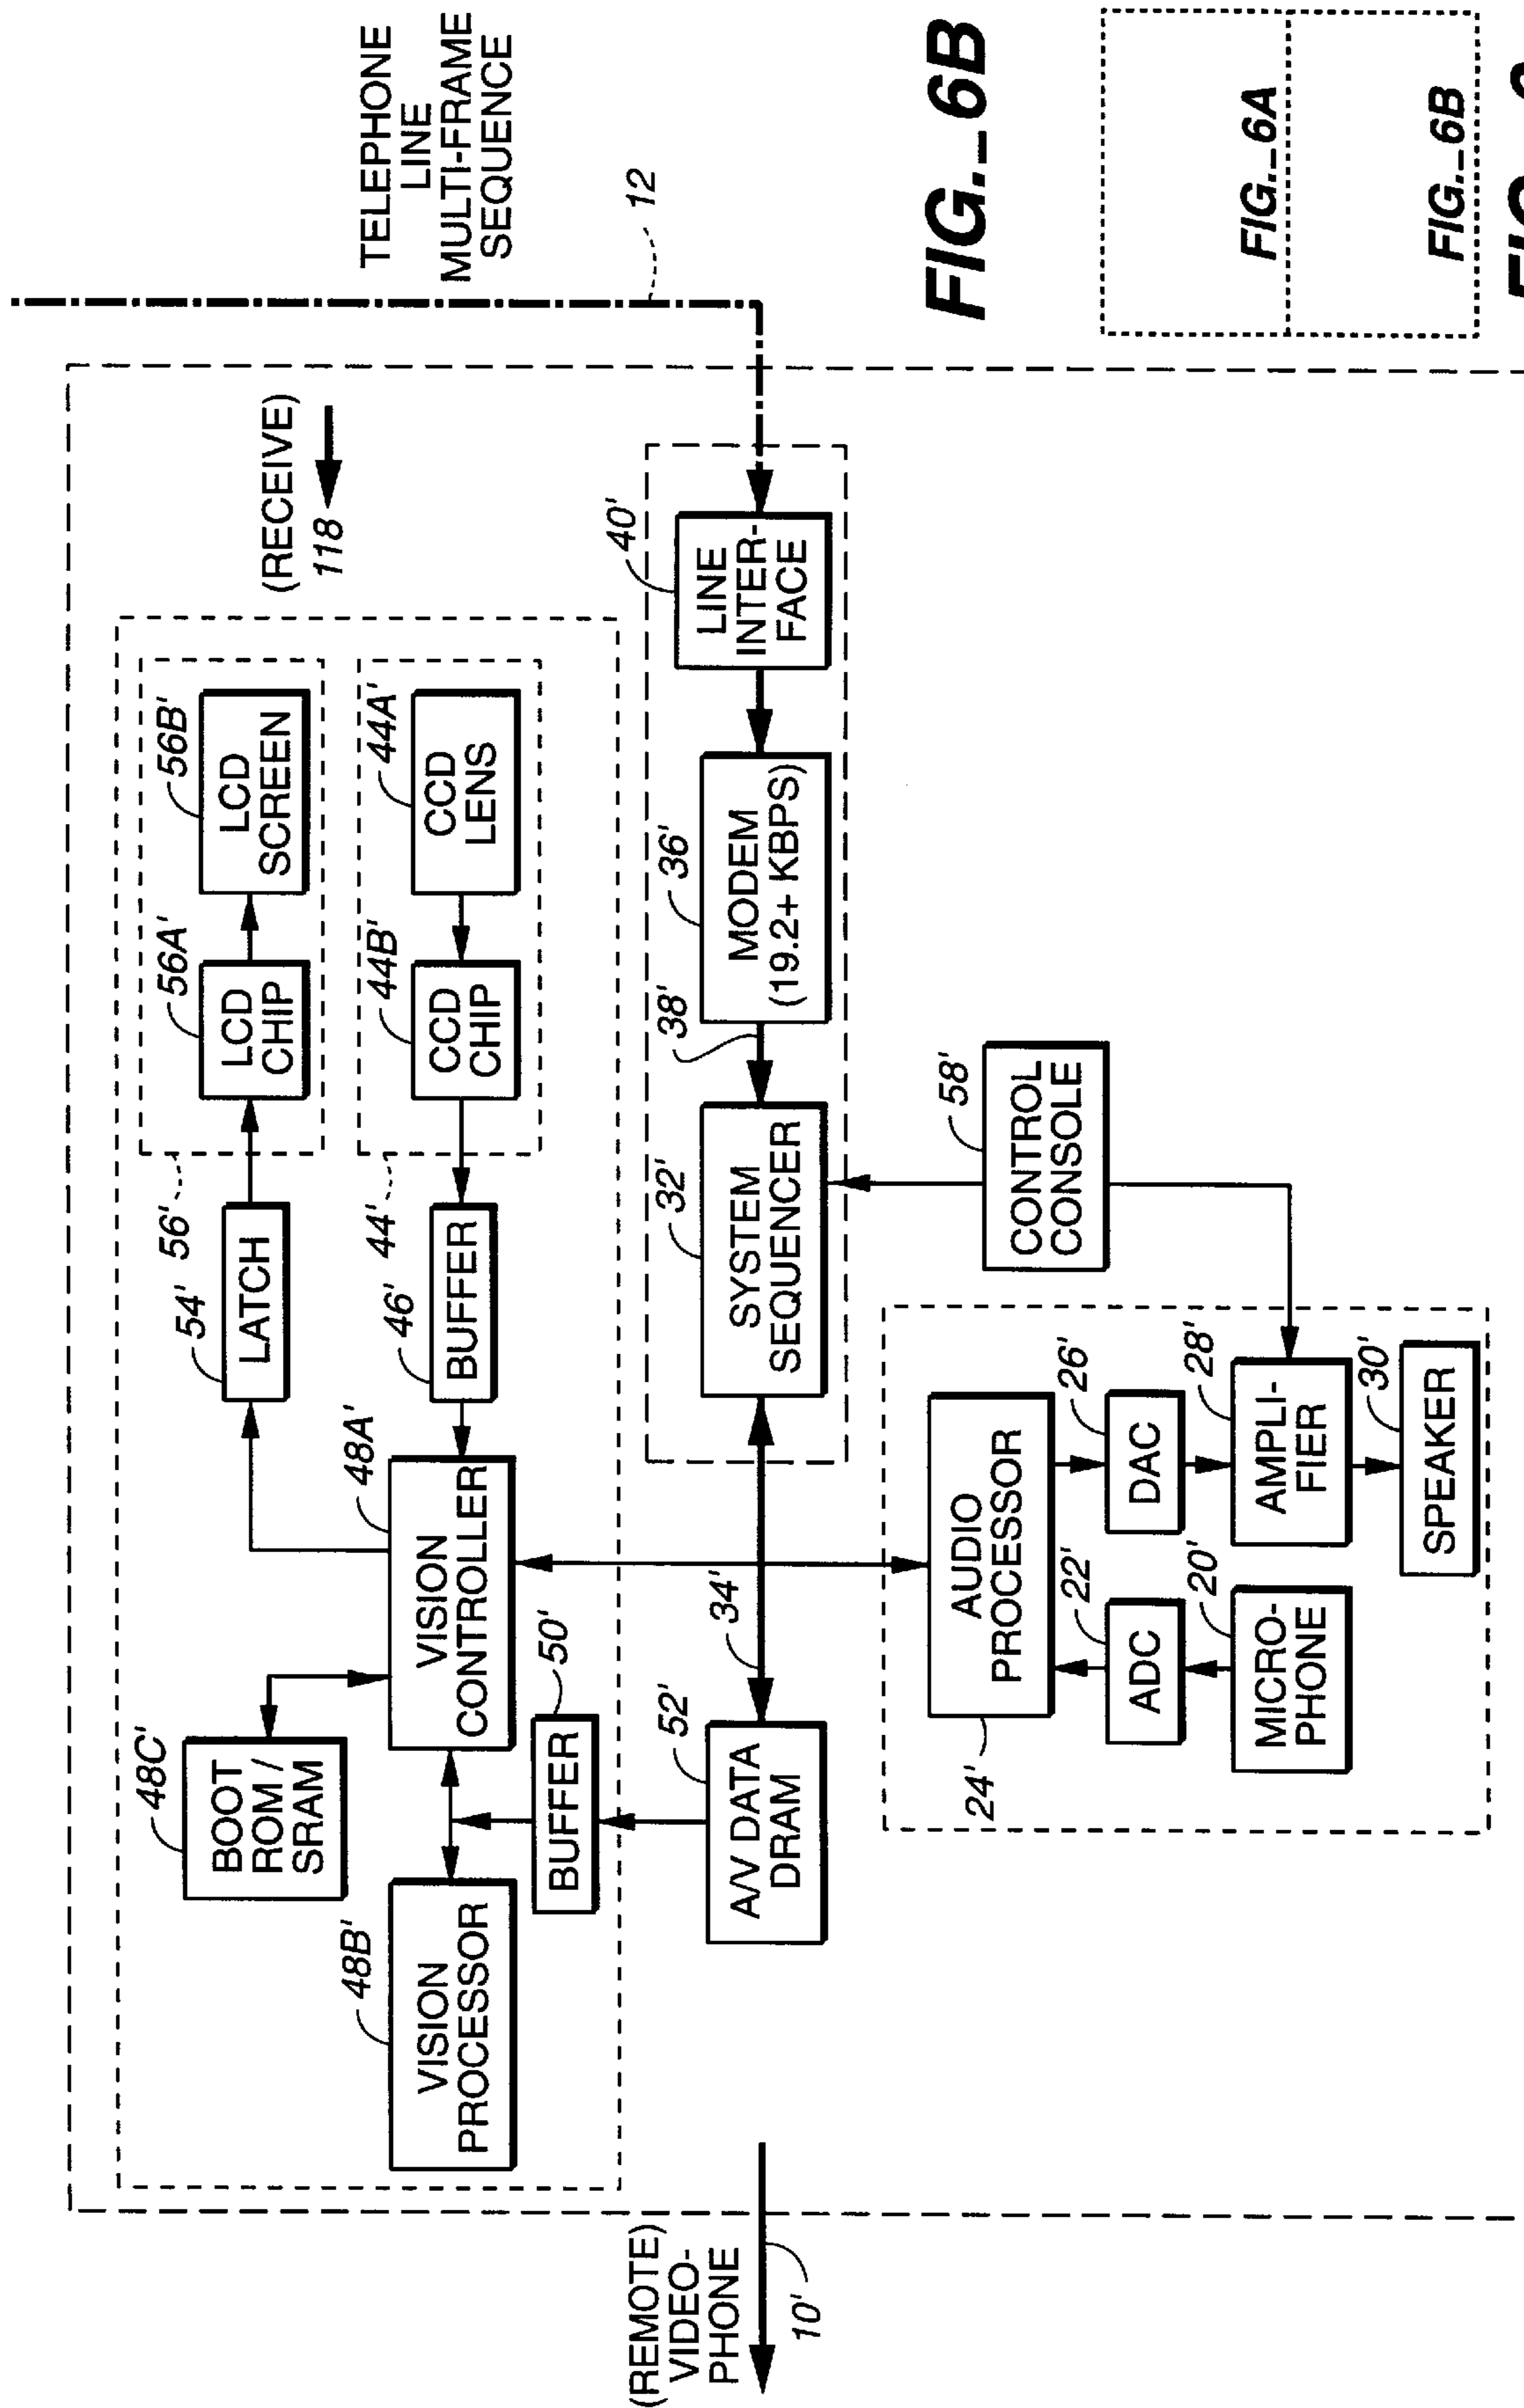 TELEPHONE
LINE
MULTI-FRAME
SEQUENCE
12
(RECEIVE)
118
56B'
LCD
SCREEN
56A'
LCD
CHIP
56'
54'
LATCH
44A'
CCD
LENS
44B'
CCD
CHIP
44'
46'
BUFFER
48A'
VISION
CONTROLLER
48C'
BOOT
ROM /
SRAM
48B'
VISION
PROCESSOR
50'
BUFFER
52'
A/V DATA
DRAM
34'
32'
SYSTEM
SEQUENCER
38'
36'
MODEM
(19.2+ KBPS)
40'
LINE
INTER-
FACE
58'
CONTROL
CONSOLE
24'
AUDIO
PROCESSOR
22'
ADC
20'
MICRO-
PHONE
26'
DAC
28'
AMPLI-
FIER
30'
SPEAKER
(REMOTE)
VIDEO-
PHONE
10'
FIG._6B
FIG._6A
FIG._6B